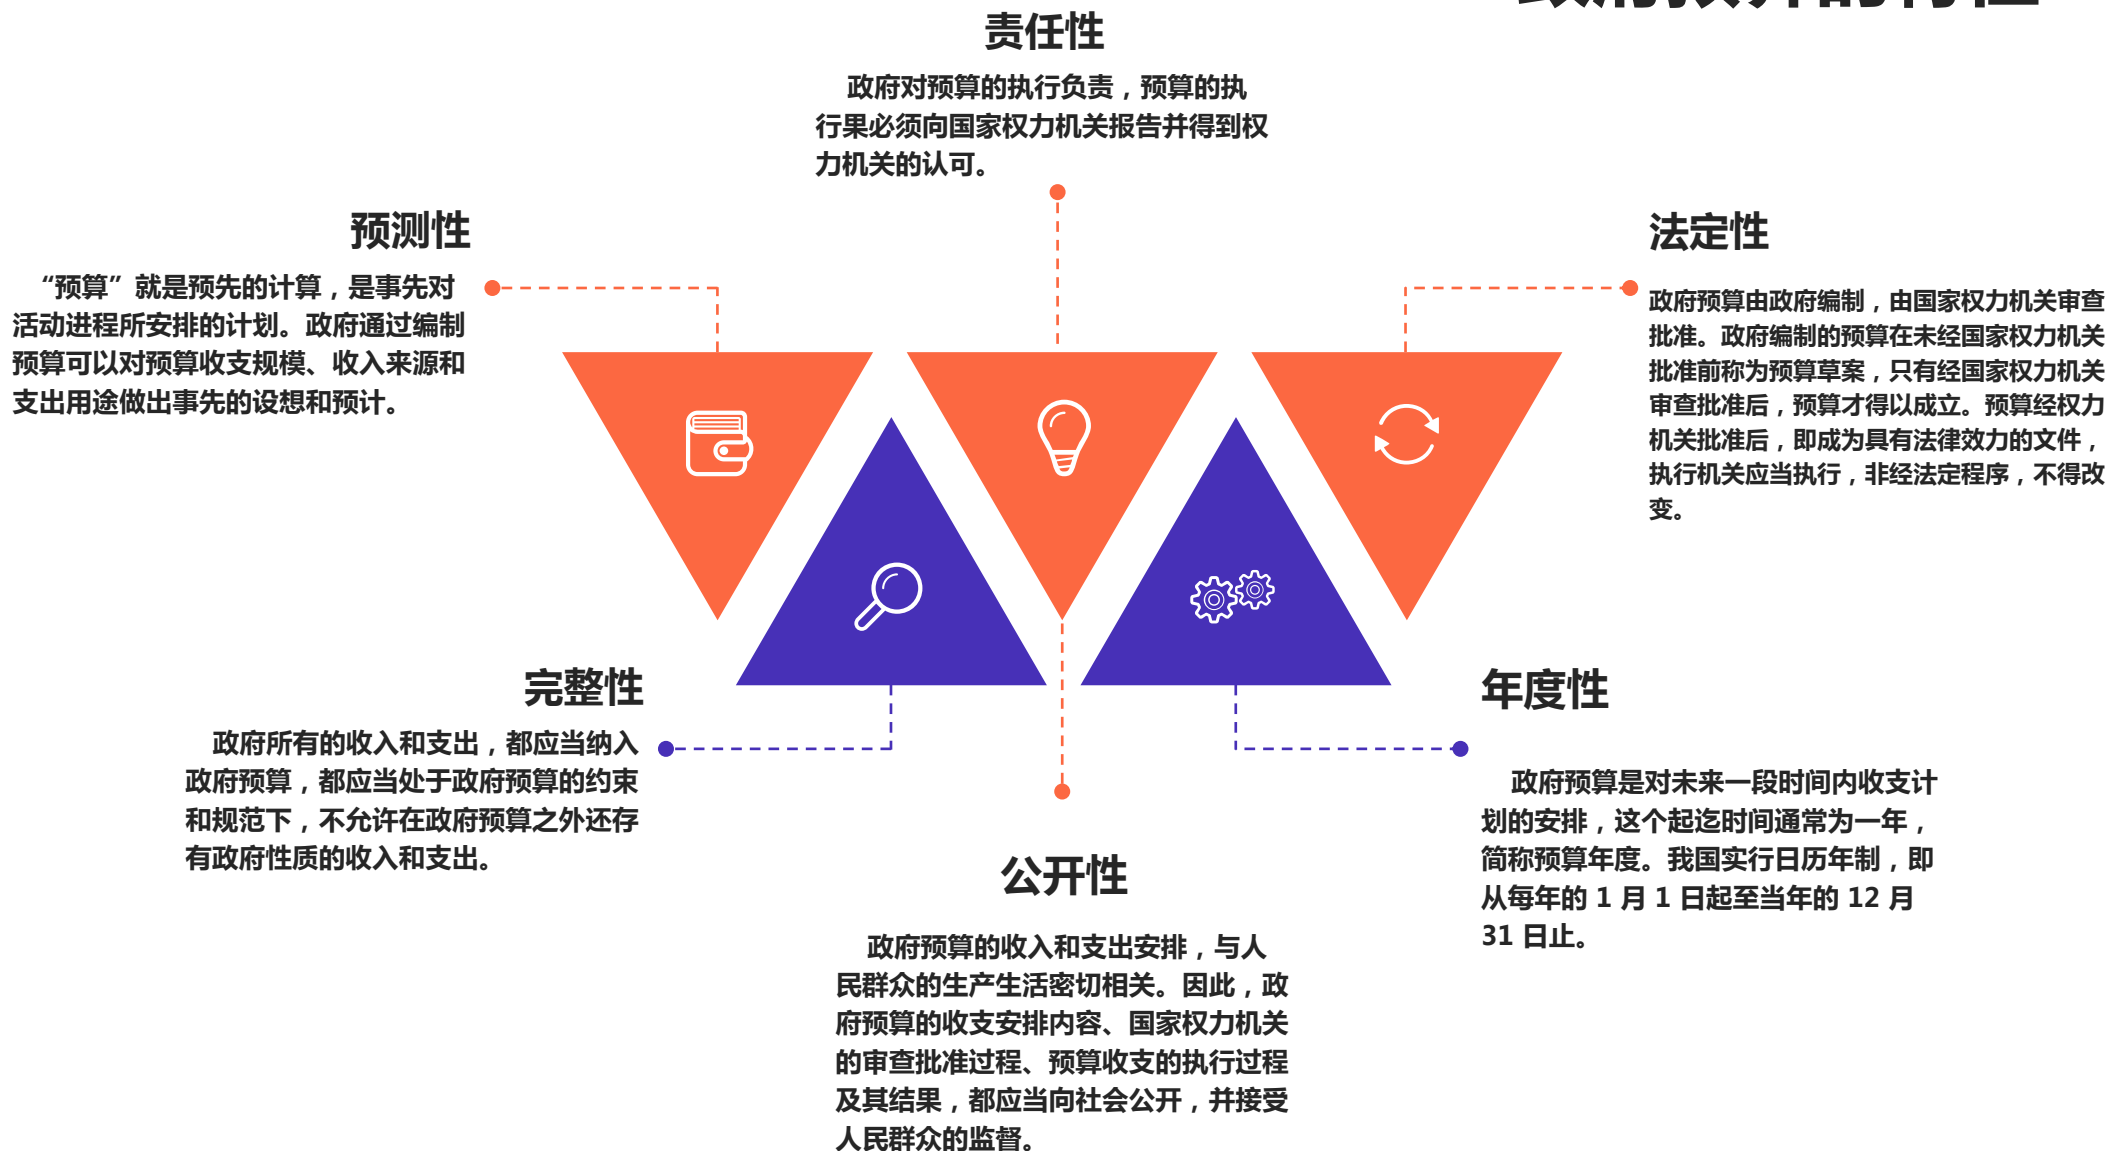 责任性
政府对预算的执行负责，预算的执
行果必须向国家权力机关报告并得到权
力机关的认可。
预测性
“预算”就是预先的计算，是事先对
活动进程所安排的计划。政府通过编制
预算可以对预算收支规模、收入来源和
支出用途做出事先的设想和预计。
法定性
政府预算由政府编制，由国家权力机关审查
批准。政府编制的预算在未经国家权力机关
批准前称为预算草案，只有经国家权力机关
审查批准后，预算才得以成立。预算经权力
机关批准后，即成为具有法律效力的文件，
执行机关应当执行，非经法定程序，不得改
变。
完整性
政府所有的收入和支出，都应当纳入
政府预算，都应当处于政府预算的约束
和规范下，不允许在政府预算之外还存
有政府性质的收入和支出。
年度性
政府预算是对未来一段时间内收支计
划的安排，这个起迄时间通常为一年，
简称预算年度。我国实行日历年制，即
从每年的 1 月 1 日起至当年的 12 月
31 日止。
公开性
政府预算的收入和支出安排，与人
民群众的生产生活密切相关。因此，政
府预算的收支安排内容、国家权力机关
的审查批准过程、预算收支的执行过程
及其结果，都应当向社会公开，并接受
人民群众的监督。